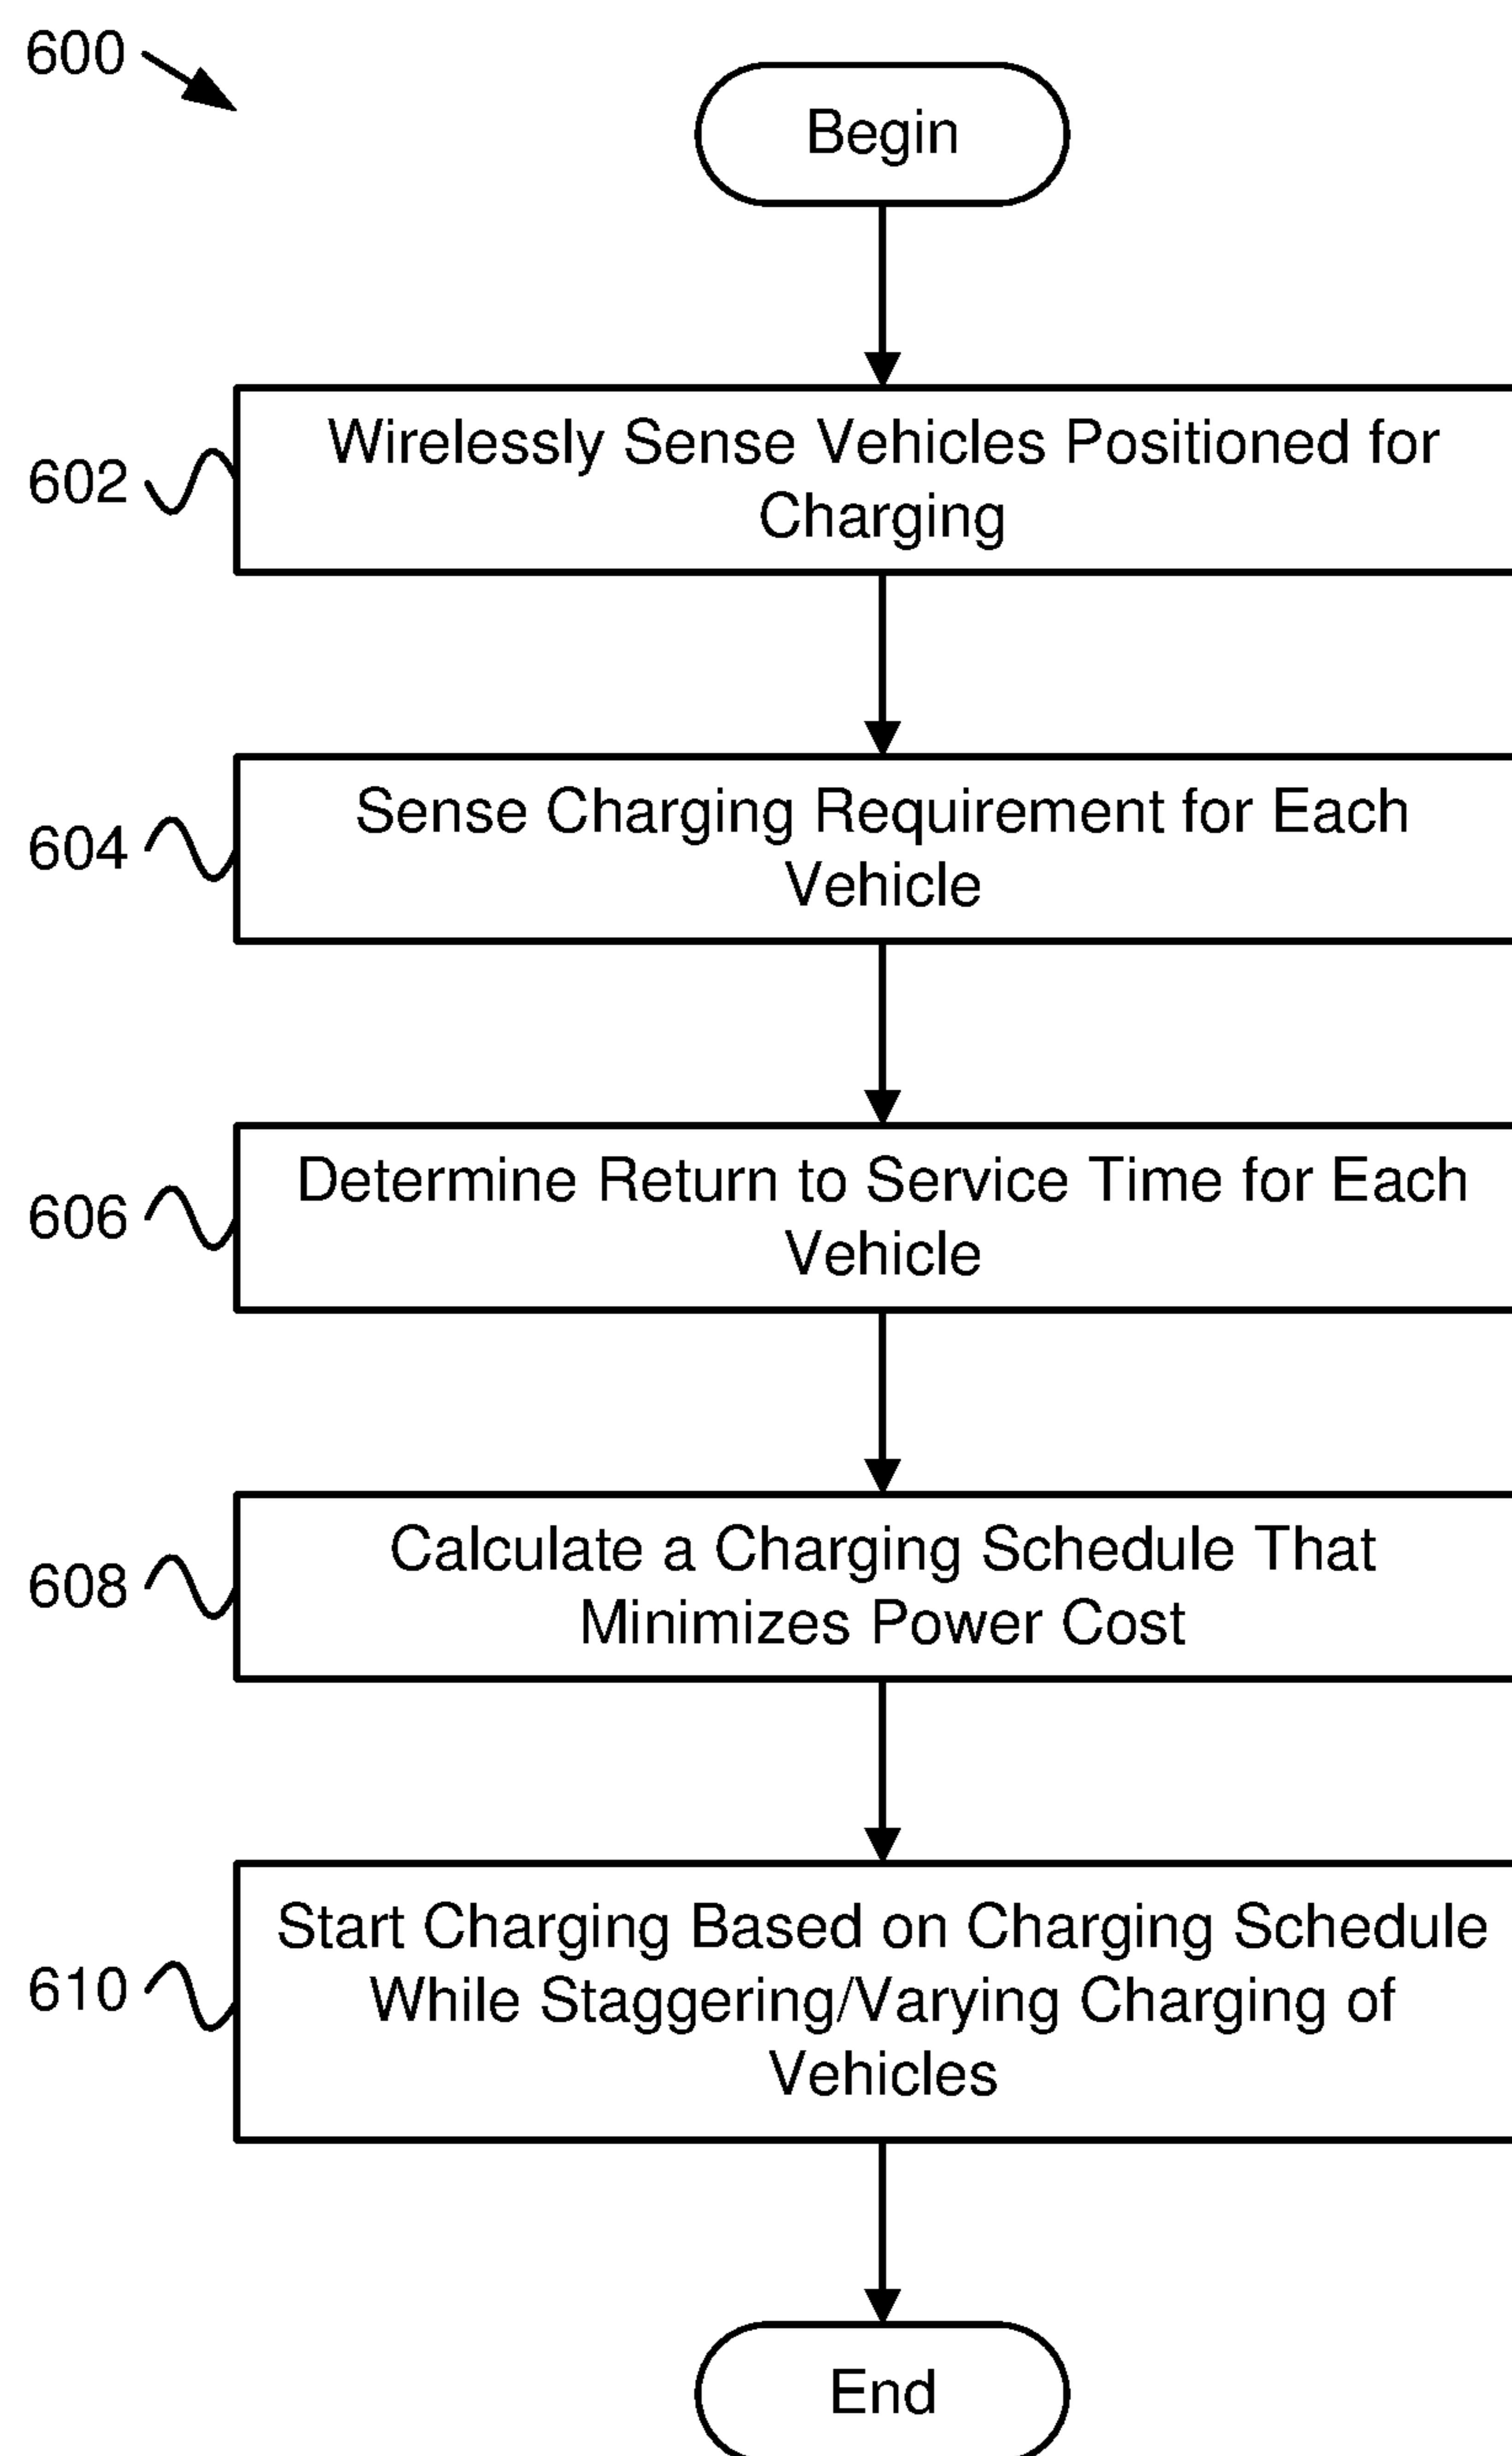 600
Begin
602
Wirelessly Sense Vehicles Positioned for
Charging
604
Sense Charging Requirement for Each
Vehicle
606
Determine Return to Service Time for Each
Vehicle
608
Calculate a Charging Schedule That
Minimizes Power Cost
610
Start Charging Based on Charging Schedule
While Staggering/Varying Charging of
Vehicles
End